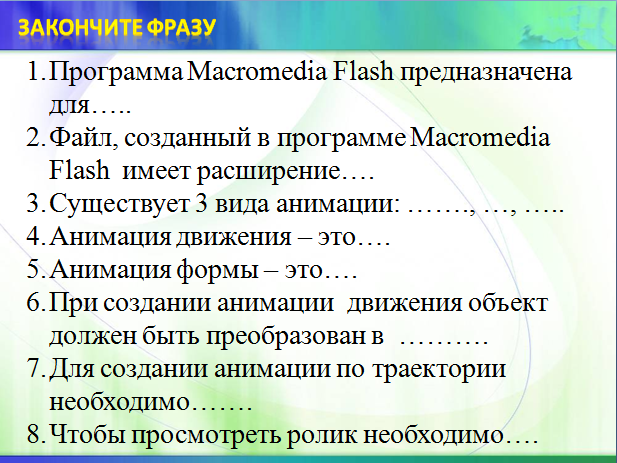 ЗАКОНЧИТЕ ФРАЗУ
1. Программа Macromedia Flash предназначена
для…..
2. Файл, созданный в программе Macromedia
Flash имеет расширение….
3. Существует 3 вида анимации: ……., …, …..
4. Анимация движения – это….
5. Анимация формы – это….
6. При создании анимации движения объект
должен быть преобразован в ……….
7. Для создании анимации по траектории
необходимо…….
8. Чтобы просмотреть ролик необходимо….